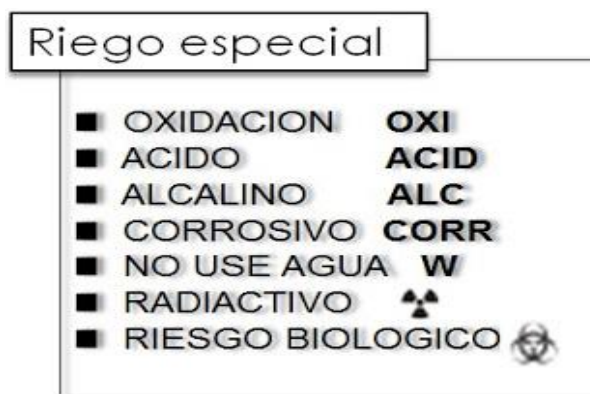 Riego especial
OXIDACION OXI
ACIDO ACID
ALCALINO ALC
CORROSIVO CORR
NO USE AGUA W
RADIACTIVO
RIESGO BIOLOGICO